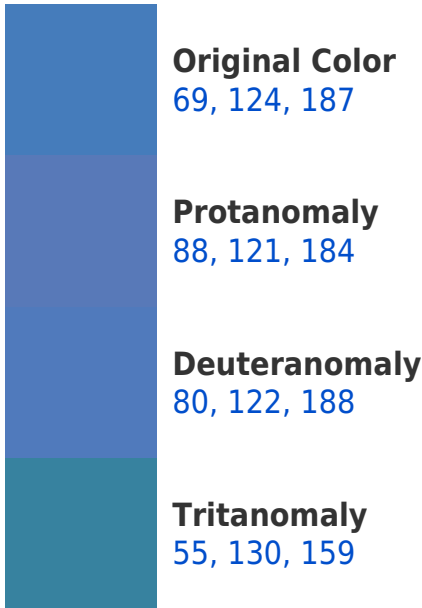 Original Color
69, 124, 187
Protanomaly
88, 121, 184
Deuteranomaly
80, 122, 188
Tritanomaly
55, 130, 159